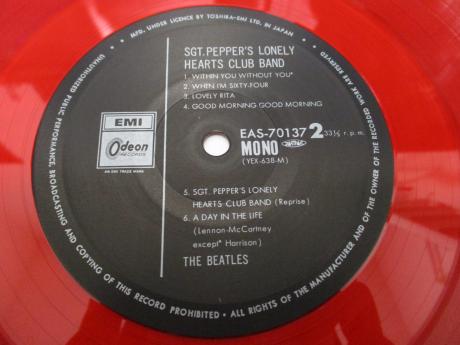 MFD. UNDER LICENCE BY TOSHIBA-EMI LTD. IN JAPAN
SGT.PEPPER'S LONELY
HEARTS CLUB BAND
1. WITHIN YOU WITHOUT YOU*
2. WHEN I'M SIXTY-FOUR
3. LOVELY RITA
4. GOOD MORNING GOOD MORNING
EMI
Odeon
RECORDS
AN EMI TRADE MARK
EAS-70137 2 33⅓ r.p.m.
MONO
(YEX-638-M)
5. SGT. PEPPER'S LONELY
HEARTS CLUB BAND (Reprise)
6. A DAY IN THE LIFE
(Lennon-McCartney
except* Harrison)
THE BEATLES
UNAUTHORIZED PUBLIC PERFORMANCE, BROADCASTING AND COPYING OF THIS RECORD PROHIBITED · ALL RIGHTS OF THE MANUFACTURER AND OF THE OWNER OF THE RECORDED WORK ARE RESERVED